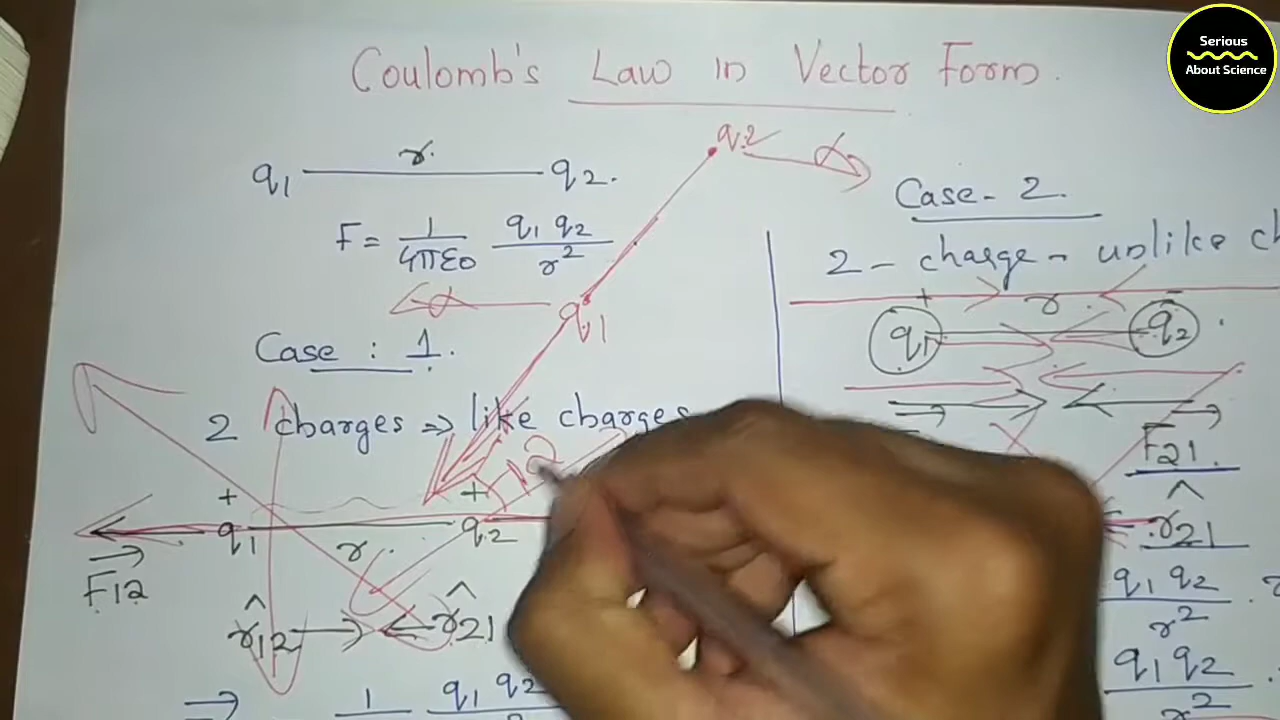 Serious
About Science
Coulomb's Law in Vector Form.
q2
q1 r. q2.
F = 1/4πε0 q1 q2/r²
q1
Case : 1.
2 charges ⇒ like charges
12
+ +
q1 r. q2
F12
r̂12 r̂21
⇒ 1 q1 q2
Case - 2.
2 - charge - unlike
+ r. -
q1 q2
F21.
r̂21
q1 q2/r² .
q1 q2/r² .